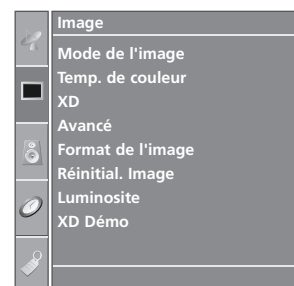 Image
Mode de l'image
Temp. de couleur
XD
Avancé
Format de l'image
Réinitial. Image
Luminosite
XD Démo